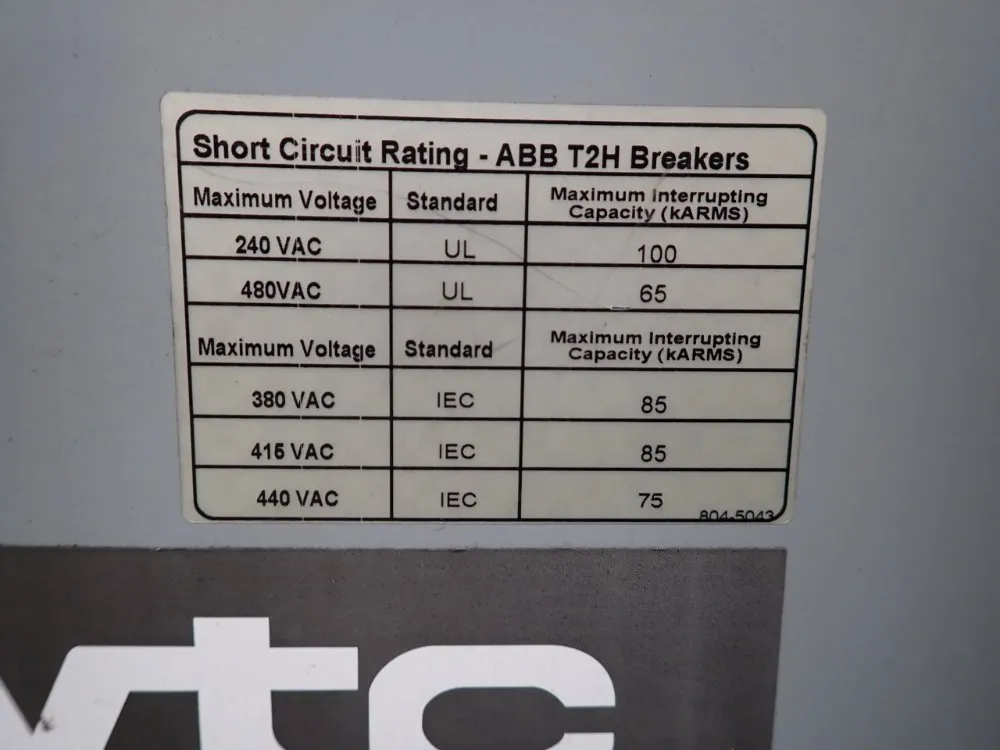 Short Circuit Rating - ABB T2H Breakers
Maximum Voltage Standard Maximum Interrupting Capacity (kARMS)
240 VAC UL 100
480VAC UL 65
Maximum Voltage Standard Maximum Interrupting Capacity (kARMS)
380 VAC IEC 85
415 VAC IEC 85
440 VAC IEC 75
804-5043